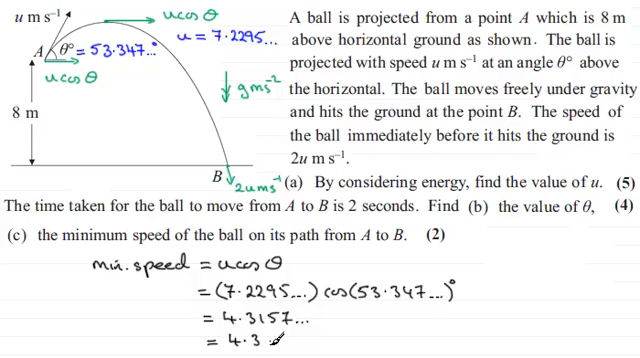 u m s⁻¹
u cos θ
u = 7.2295...
A θ° = 53.347...°
u cos θ
8 m
g ms⁻²
B
2u ms⁻¹
A ball is projected from a point A which is 8 m
above horizontal ground as shown. The ball is
projected with speed u m s⁻¹ at an angle θ° above
the horizontal. The ball moves freely under gravity
and hits the ground at the point B. The speed of
the ball immediately before it hits the ground is
2u m s⁻¹.
(a) By considering energy, find the value of u. (5)
The time taken for the ball to move from A to B is 2 seconds. Find (b) the value of θ, (4)
(c) the minimum speed of the ball on its path from A to B. (2)
min. speed = u cos θ
= (7.2295...) cos(53.347...)°
= 4.3157...
= 4.3